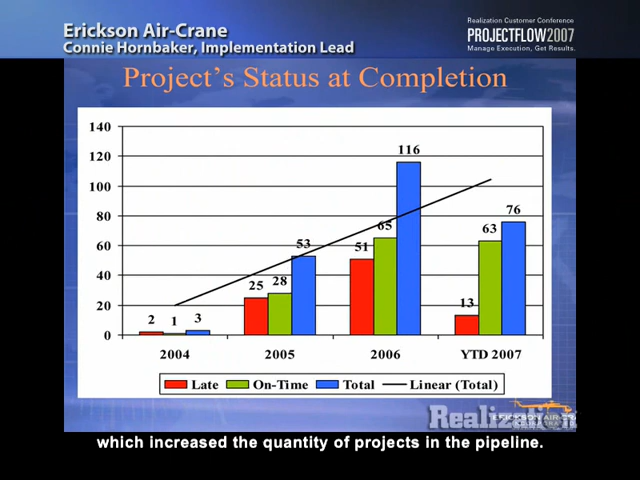 Erickson Air-Crane
Connie Hornbaker, Implementation Lead
Realization Customer Conference
PROJECTFLOW2007
Manage Execution, Get Results.
Project's Status at Completion
140
120
100
80
60
40
20
0
2
1
3
25
28
53
51
65
116
13
63
76
2004
2005
2006
YTD 2007
Late
On-Time
Total
Linear (Total)
ERICKSON AIR-CRA
which increased the quantity of projects in the pipeline.